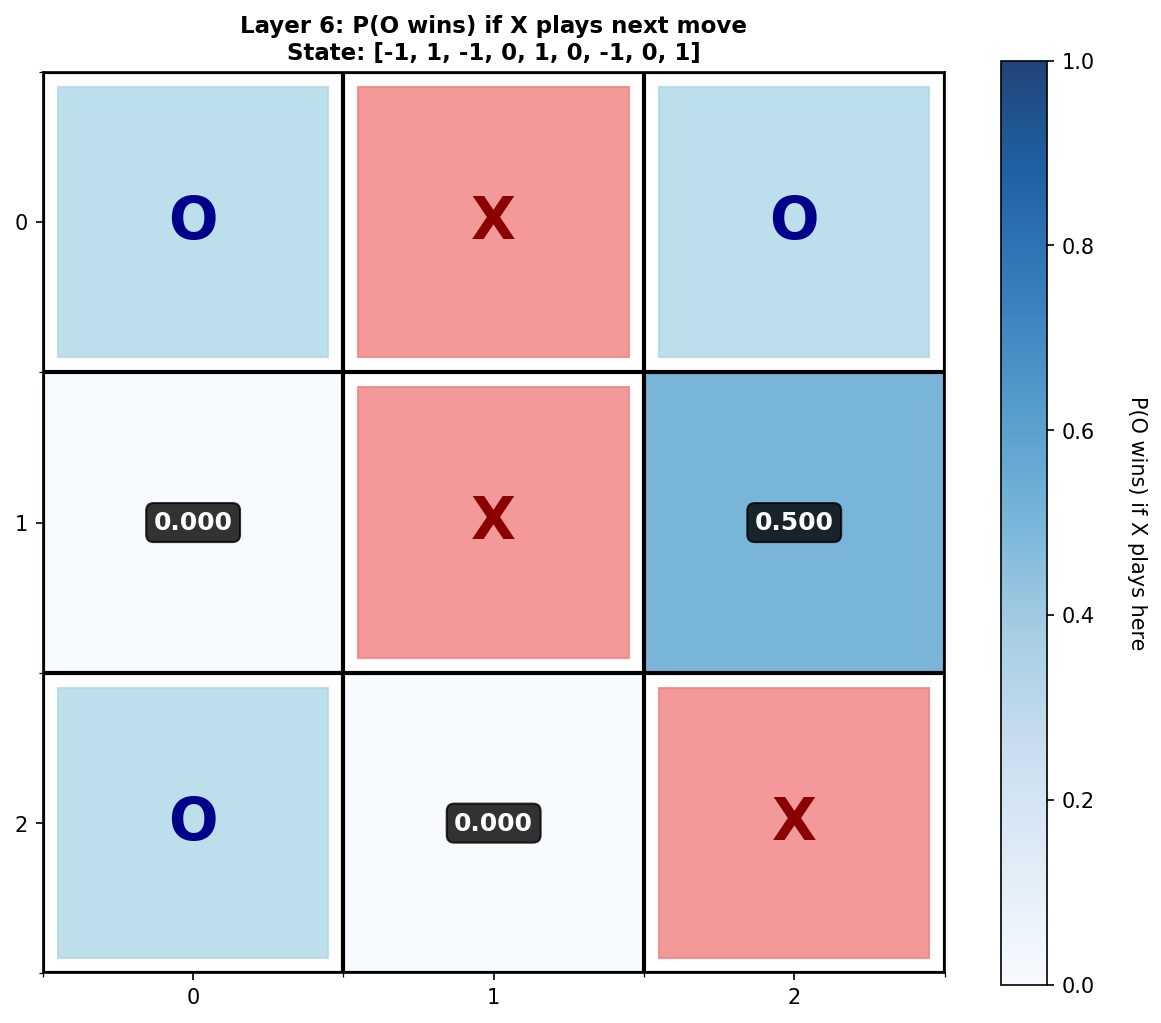 Layer 6: P(O wins) if X plays next move
State: [-1, 1, -1, 0, 1, 0, -1, 0, 1]
0
O
X
O
1
0.000
X
0.500
2
O
0.000
X
0
1
2
1.0
0.8
0.6
0.4
0.2
0.0
P(O wins) if X plays here